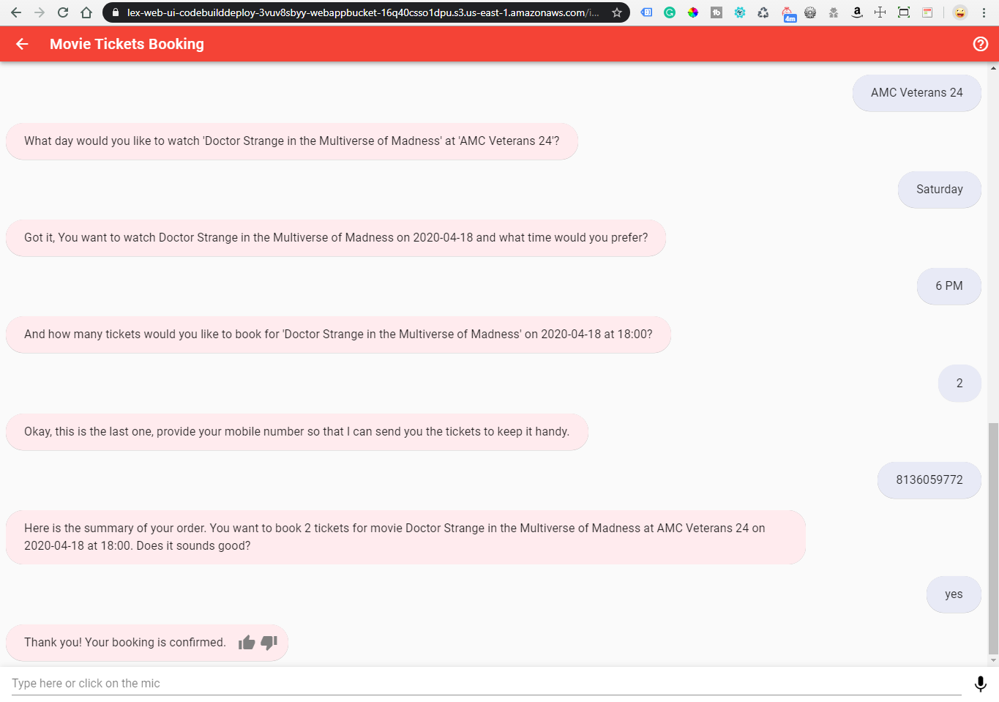 lex-web-ui-codebuilddeploy-3vuv8sbyy-webappbucket-16q40csso1dpu.s3.us-east-1.amazonaws.com/i...
4m
Movie Tickets Booking
AMC Veterans 24
What day would you like to watch 'Doctor Strange in the Multiverse of Madness' at 'AMC Veterans 24'?
Saturday
Got it, You want to watch Doctor Strange in the Multiverse of Madness on 2020-04-18 and what time would you prefer?
6 PM
And how many tickets would you like to book for 'Doctor Strange in the Multiverse of Madness' on 2020-04-18 at 18:00?
2
Okay, this is the last one, provide your mobile number so that I can send you the tickets to keep it handy.
8136059772
Here is the summary of your order. You want to book 2 tickets for movie Doctor Strange in the Multiverse of Madness at AMC Veterans 24 on
2020-04-18 at 18:00. Does it sounds good?
yes
Thank you! Your booking is confirmed.
Type here or click on the mic